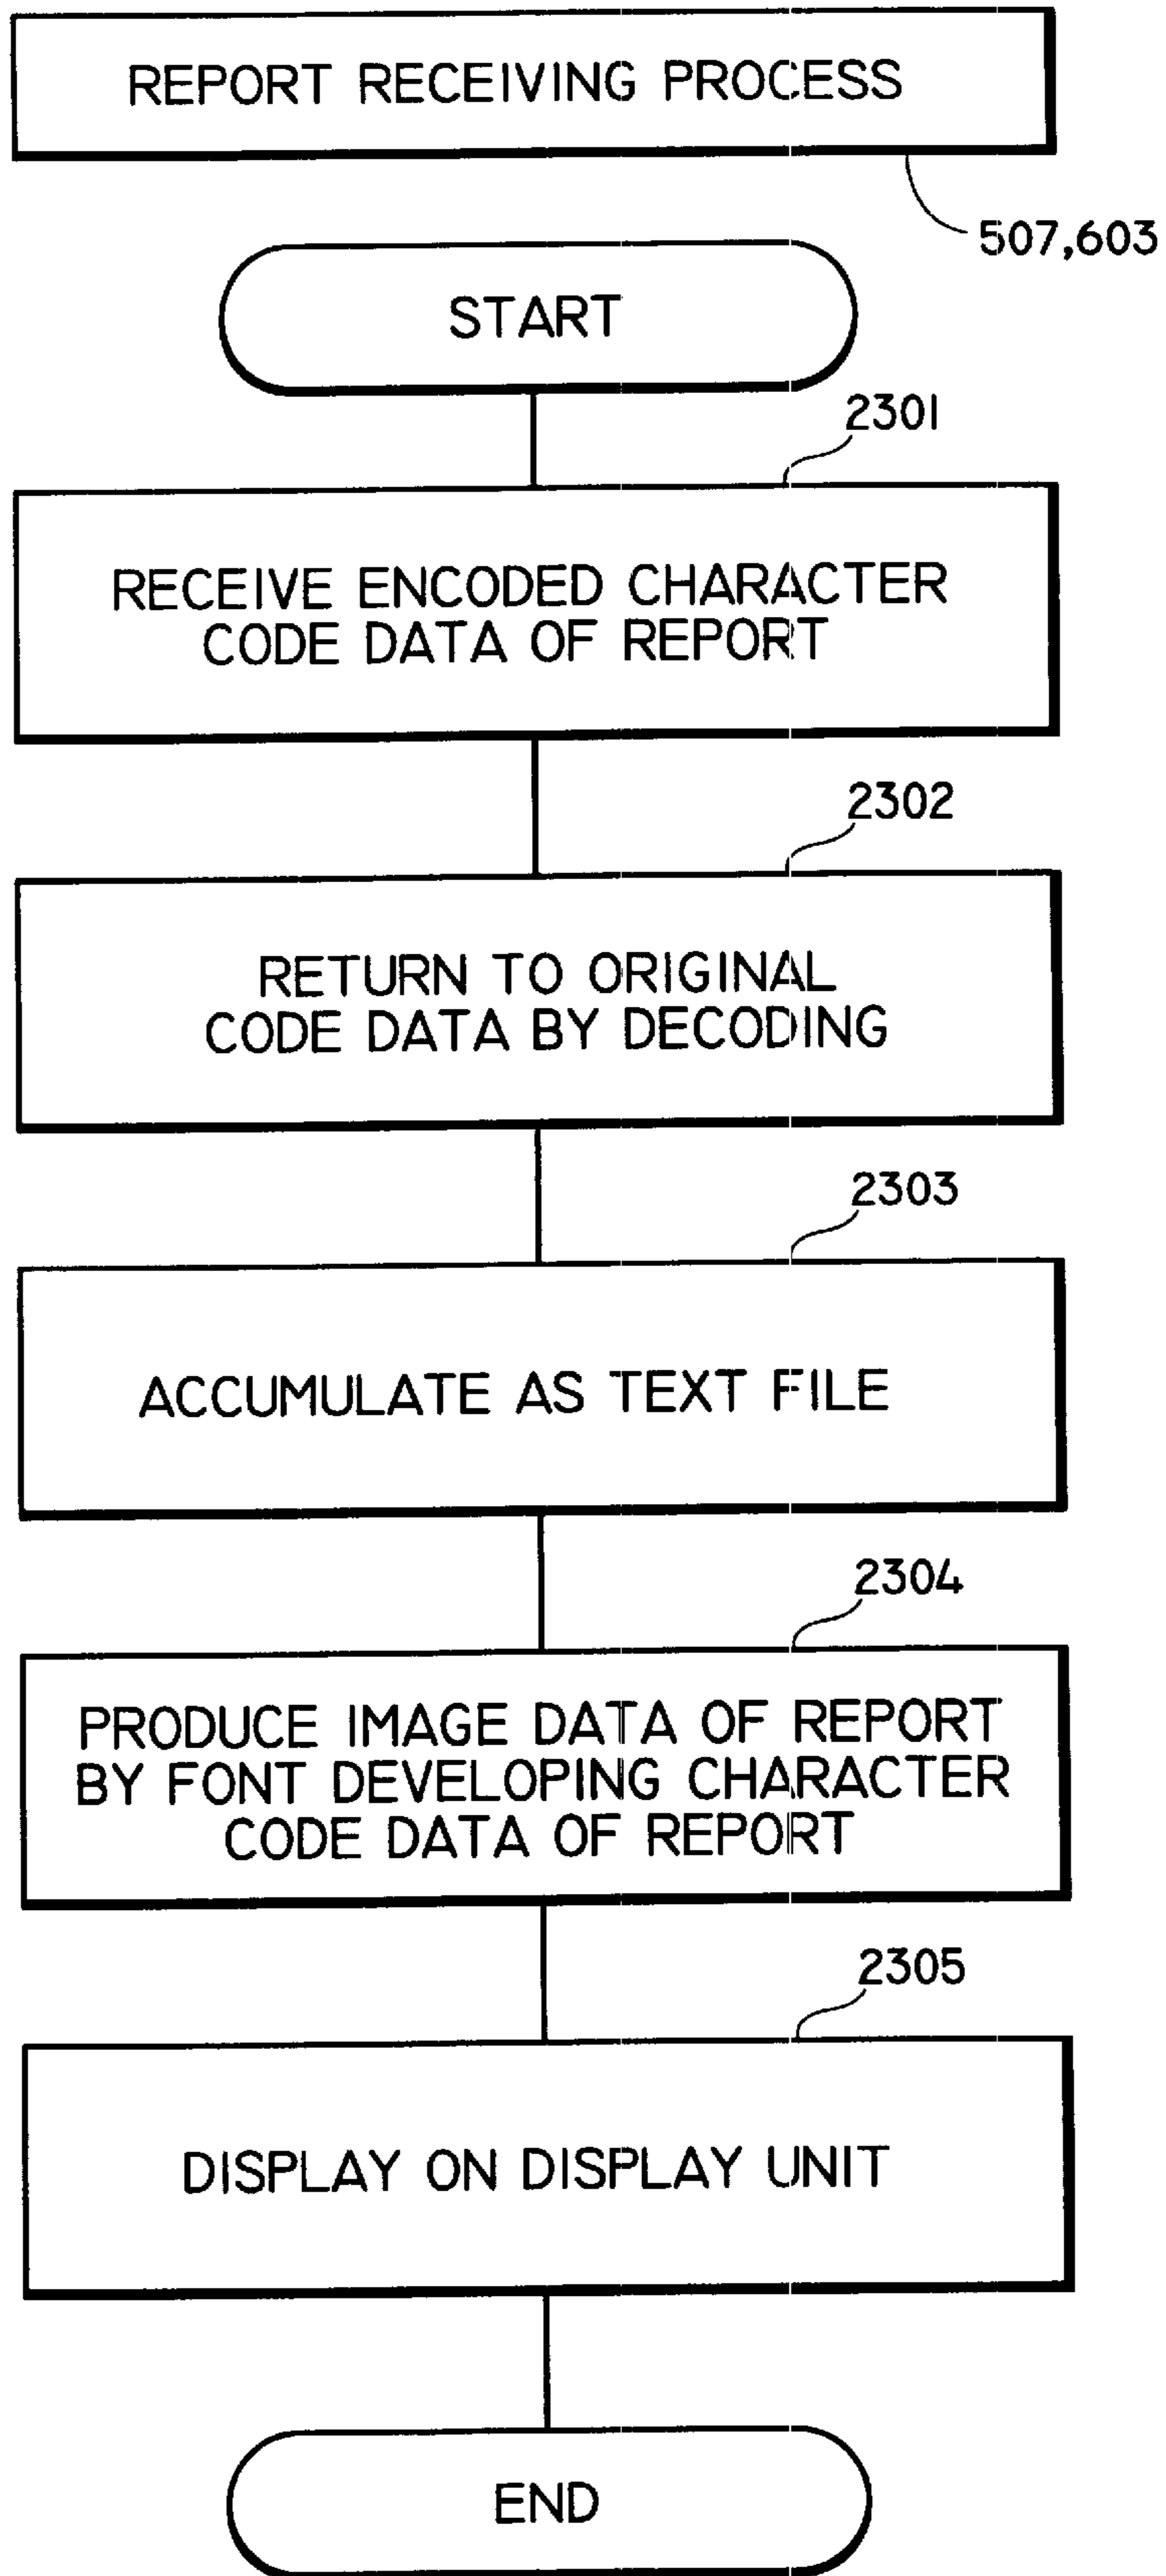 REPORT RECEIVING PROCESS
507,603
START
2301
RECEIVE ENCODED CHARACTER
CODE DATA OF REPORT
2302
RETURN TO ORIGINAL
CODE DATA BY DECODING
2303
ACCUMULATE AS TEXT FILE
2304
PRODUCE IMAGE DATA OF REPORT
BY FONT DEVELOPING CHARACTER
CODE DATA OF REPORT
2305
DISPLAY ON DISPLAY UNIT
END